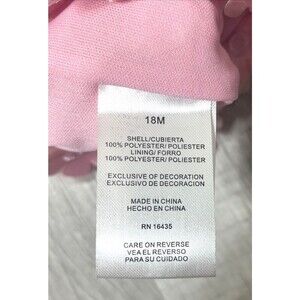 18M
SHELL/CUBIERTA
100% POLYESTER/ POLIESTER
LINING/ FORRO
100% POLYESTER/ POLIESTER
EXCLUSIVE OF DECORATION
EXCLUSIVO DE DECORACION
MADE IN CHINA
HECHO EN CHINA
RN 16435
CARE ON REVERSE
VEA EL REVERSO
PARA SU CUIDADO